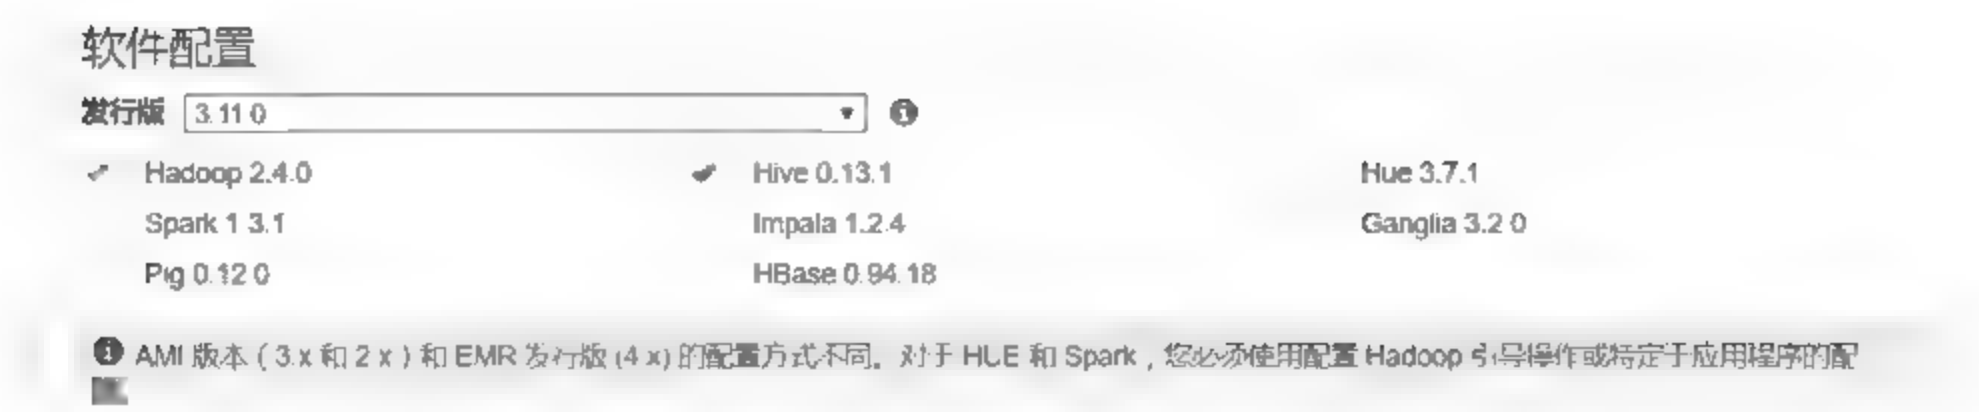 软件配置
发行版 3.11.0
Hadoop 2.4.0 Hive 0.13.1 Hue 3.7.1
Spark 1.3.1 Impala 1.2.4 Ganglia 3.2.0
Pig 0.12.0 HBase 0.94.18
AMI 版本 ( 3.x 和 2.x ) 和 EMR 发行版 (4.x) 的配置方式不同。对于 HUE 和 Spark，您必须使用配置 Hadoop 引导操作或特定于应用程序的配